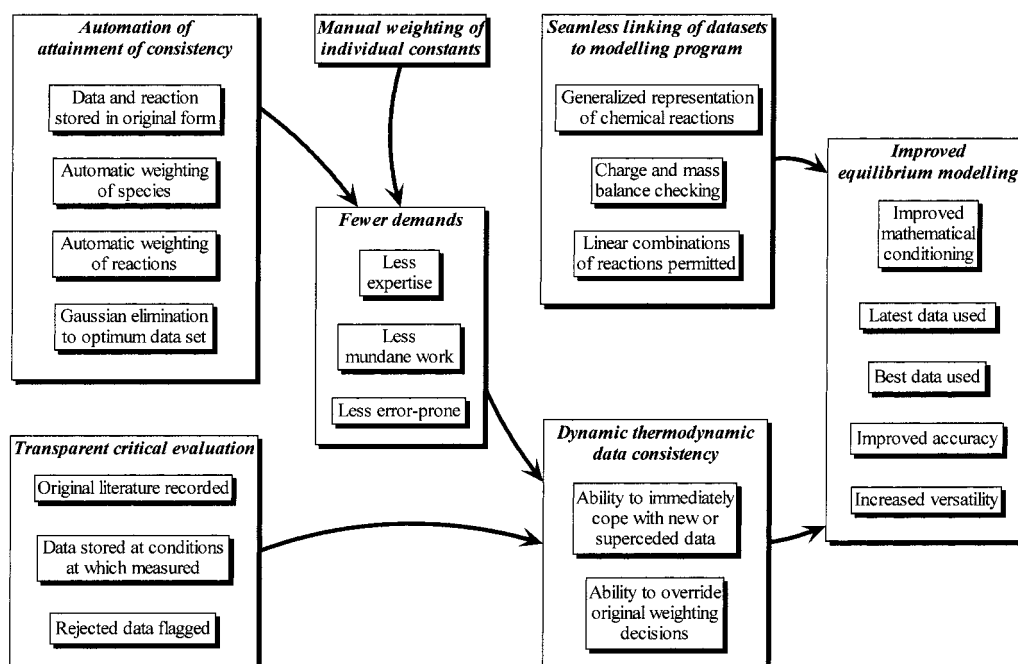 Automation of
attainment of consistency
Data and reaction
stored in original form
Automatic weighting
of species
Automatic weighting
of reactions
Gaussian elimination
to optimum data set
Manual weighting of
individual constants
Seamless linking of datasets
to modelling program
Generalized representation
of chemical reactions
Charge and mass
balance checking
Linear combinations
of reactions permitted
Fewer demands
Less
expertise
Less
mundane work
Less error-prone
Improved
equilibrium modelling
Improved
mathematical
conditioning
Latest data used
Best data used
Improved accuracy
Increased versatility
Transparent critical evaluation
Original literature recorded
Data stored at conditions
at which measured
Rejected data flagged
Dynamic thermodynamic
data consistency
Ability to immediately
cope with new or
superceded data
Ability to override
original weighting
decisions